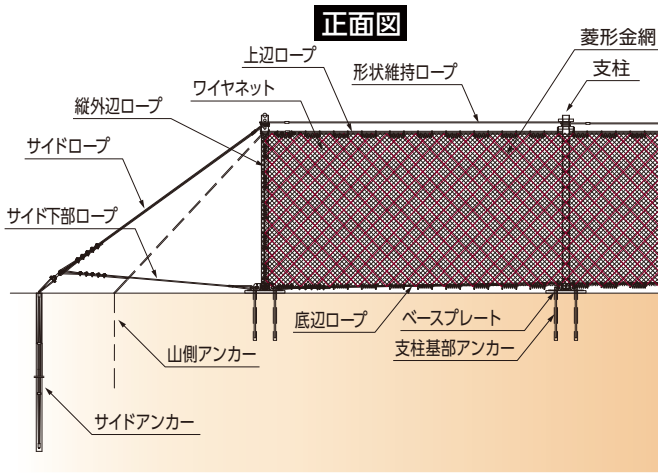 正面図
菱形金網
上辺ロープ
形状維持ロープ
支柱
ワイヤネット
縦外辺ロープ
サイドロープ
サイド下部ロープ
底辺ロープ
ベースプレート
山側アンカー
支柱基部アンカー
サイドアンカー